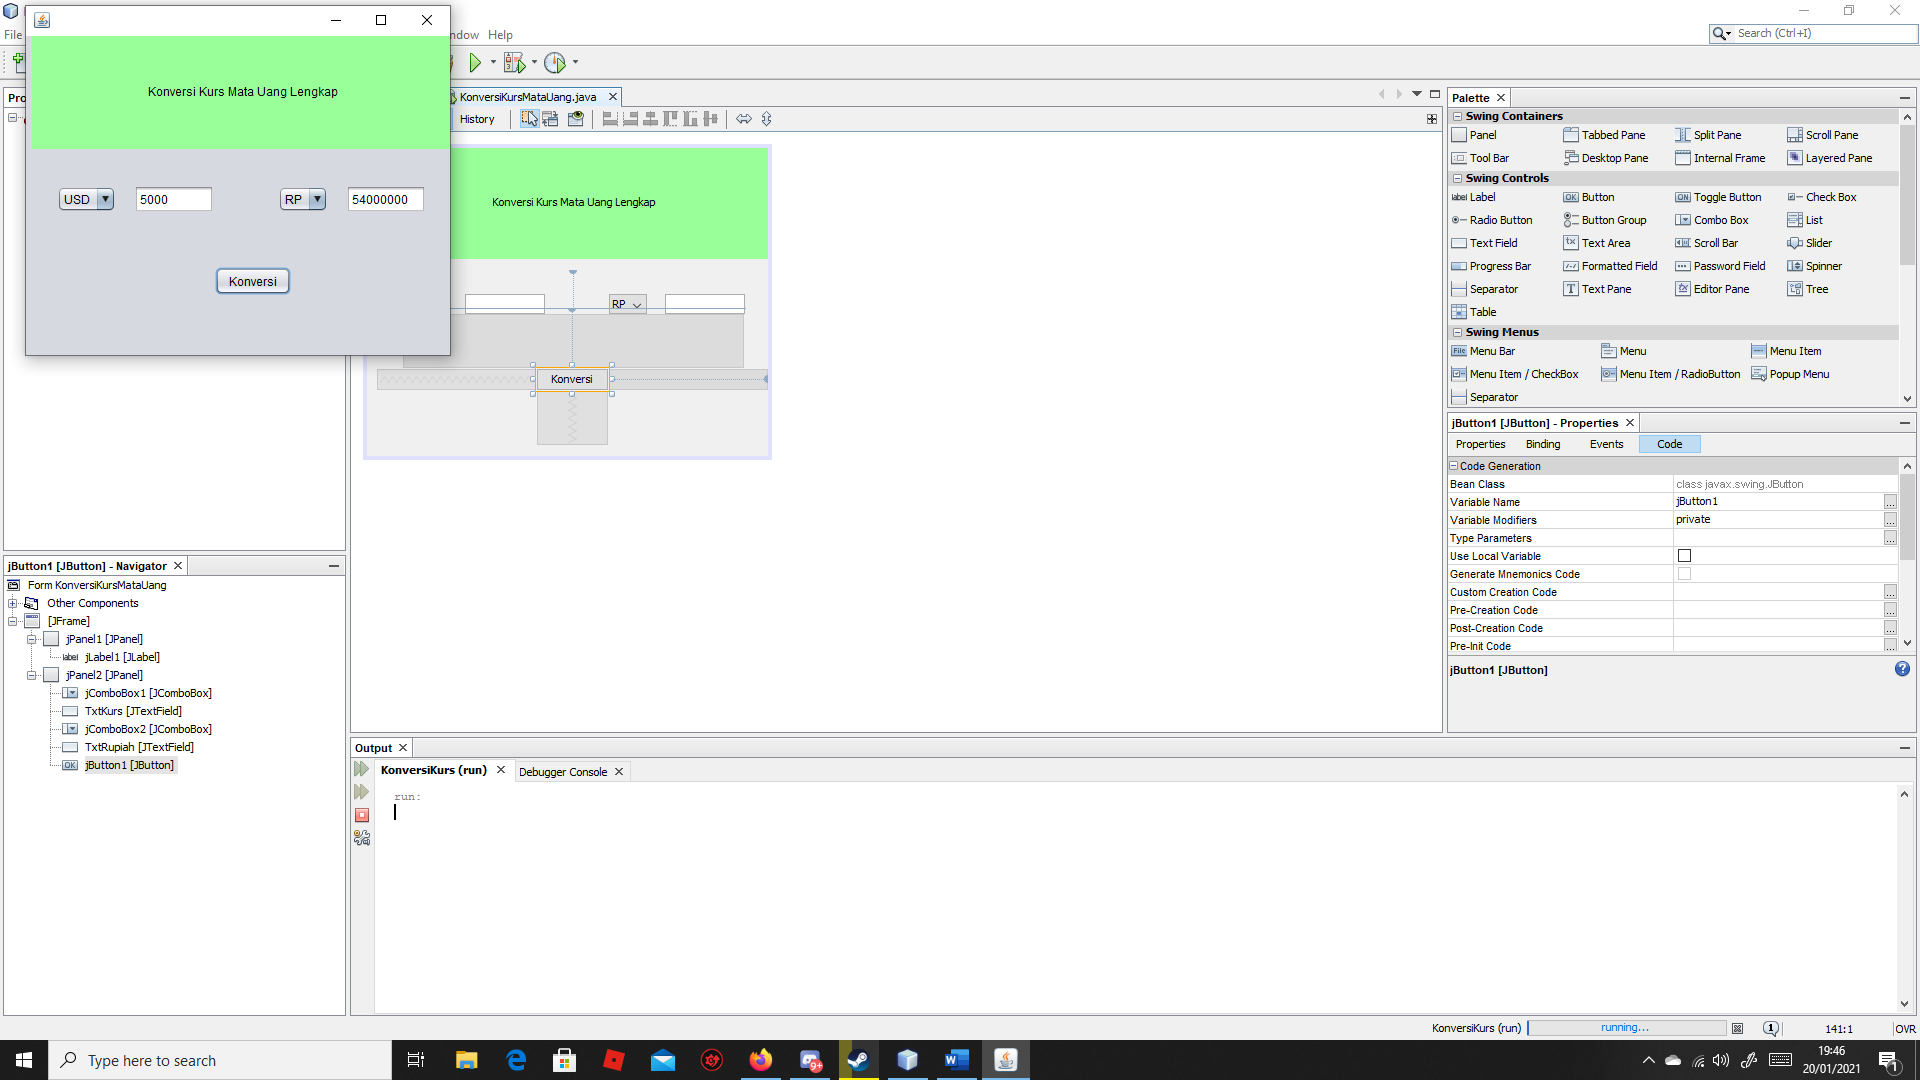 File
ndow Help
Search (Ctrl+I)
Konversi Kurs Mata Uang Lengkap
USD
5000
RP
54000000
Konversi
Pro
KonversiKursMataUang.java
History
Konversi Kurs Mata Uang Lengkap
RP
Konversi
Palette
Swing Containers
Panel
Tabbed Pane
Split Pane
Scroll Pane
Tool Bar
Desktop Pane
Internal Frame
Layered Pane
Swing Controls
label Label
OK Button
ON Toggle Button
Check Box
Radio Button
Button Group
Combo Box
List
Text Field
Text Area
Scroll Bar
Slider
Progress Bar
Formatted Field
Password Field
Spinner
Separator
Text Pane
Editor Pane
Tree
Table
Swing Menus
File Menu Bar
Menu
Menu Item
Menu Item / CheckBox
Menu Item / RadioButton
Popup Menu
Separator
jButton1 [JButton] - Properties
Properties Binding Events Code
Code Generation
Bean Class class javax.swing.JButton
Variable Name jButton1
Variable Modifiers private
Type Parameters
Use Local Variable
Generate Mnemonics Code
Custom Creation Code
Pre-Creation Code
Post-Creation Code
Pre-Init Code
jButton1 [JButton]
jButton1 [JButton] - Navigator
Form KonversiKursMataUang
Other Components
[JFrame]
jPanel1 [JPanel]
label jLabel1 [JLabel]
jPanel2 [JPanel]
jComboBox1 [JComboBox]
TxtKurs [JTextField]
jComboBox2 [JComboBox]
TxtRupiah [JTextField]
OK jButton1 [JButton]
Output
KonversiKurs (run)
Debugger Console
run:
KonversiKurs (run)
running...
1
141:1
OVR
Type here to search
9+
19:46
20/01/2021
1